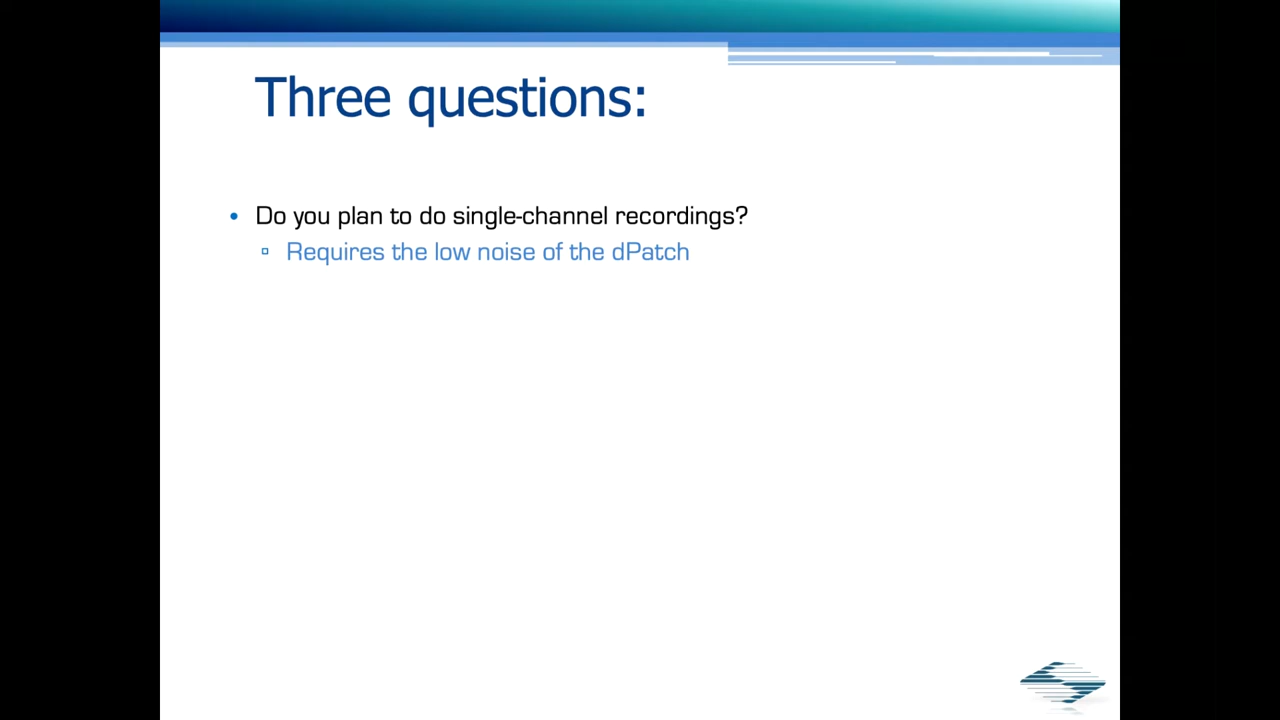 Three questions:
Do you plan to do single-channel recordings?
Requires the low noise of the dPatch